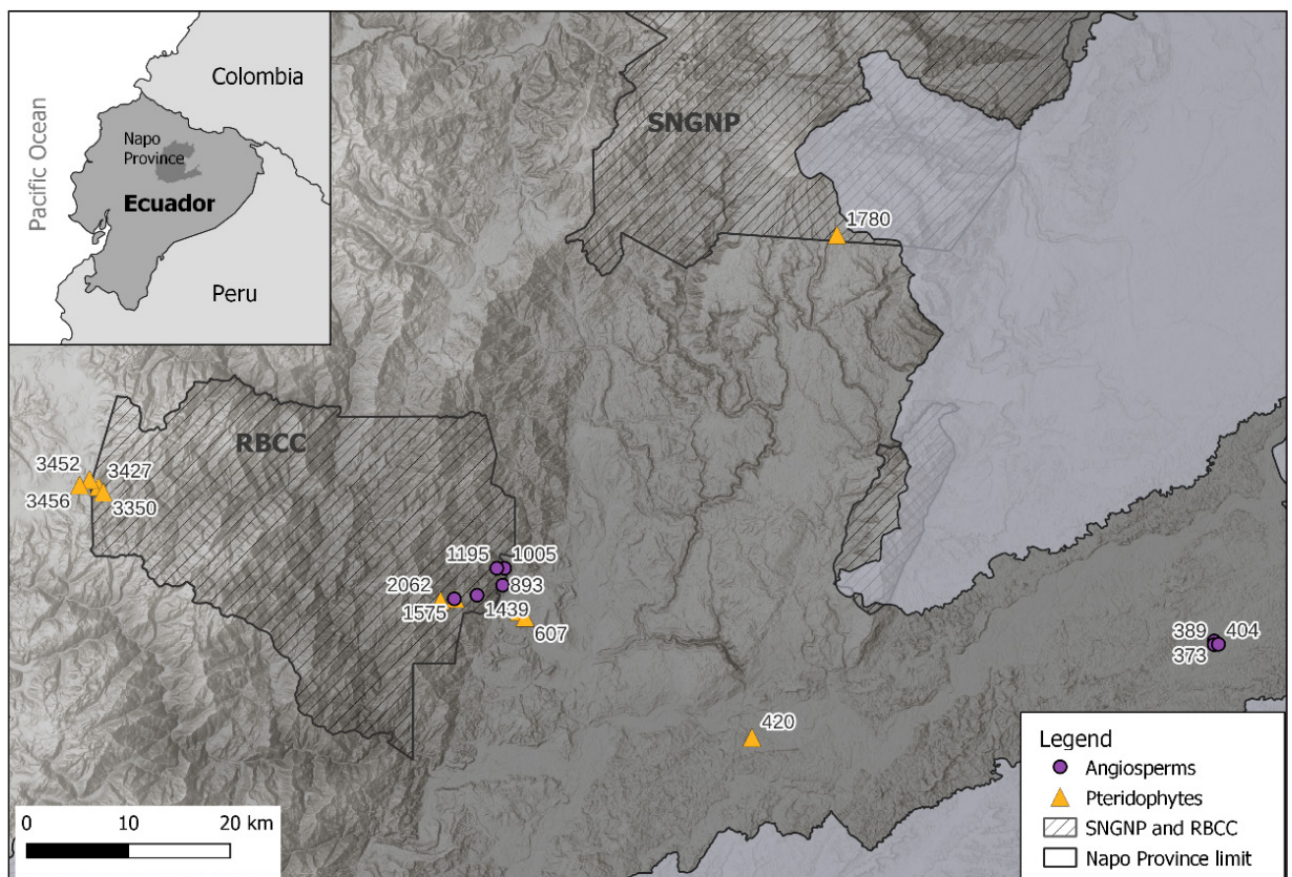 Colombia
Pacific Ocean
Napo
Province
Ecuador
Peru
SNGNP
1780
RBCC
3452
3427
3456
3350
1195
1005
2062
893
1575
1439
607
389
404
373
420
Legend
Angiosperms
Pteridophytes
SNGNP and RBCC
Napo Province limit
0 10 20 km